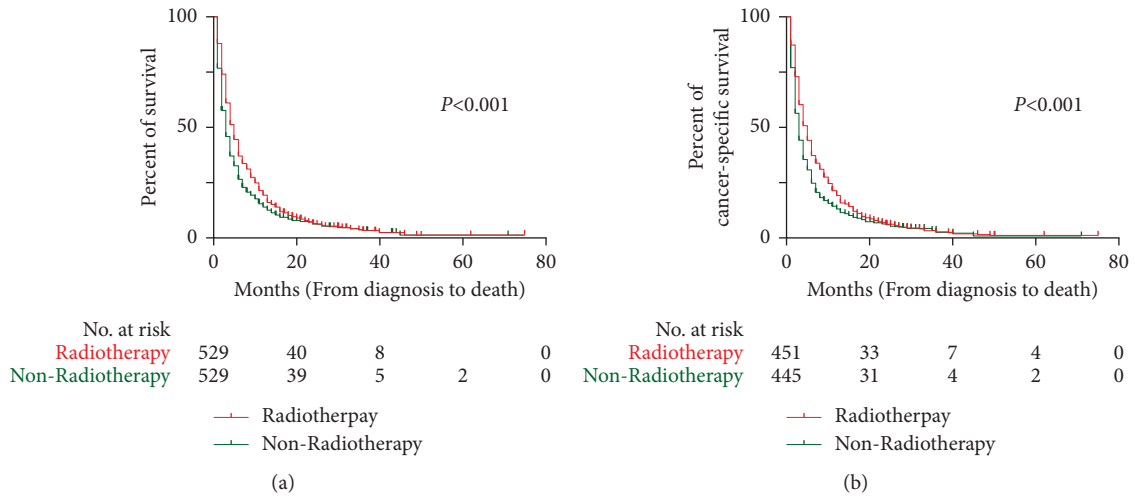 100
50
0
Percent of survival
P<0.001
0 20 40 60 80
Months (From diagnosis to death)
No. at risk
Radiotherapy 529 40 8 0
Non-Radiotherapy 529 39 5 2 0
Radiotherpay
Non-Radiotherapy
(a)
100
50
0
Percent of
cancer-specific survival
P<0.001
0 20 40 60 80
Months (From diagnosis to death)
No. at risk
Radiotherapy 451 33 7 4 0
Non-Radiotherapy 445 31 4 2 0
Radiotherpay
Non-Radiotherapy
(b)